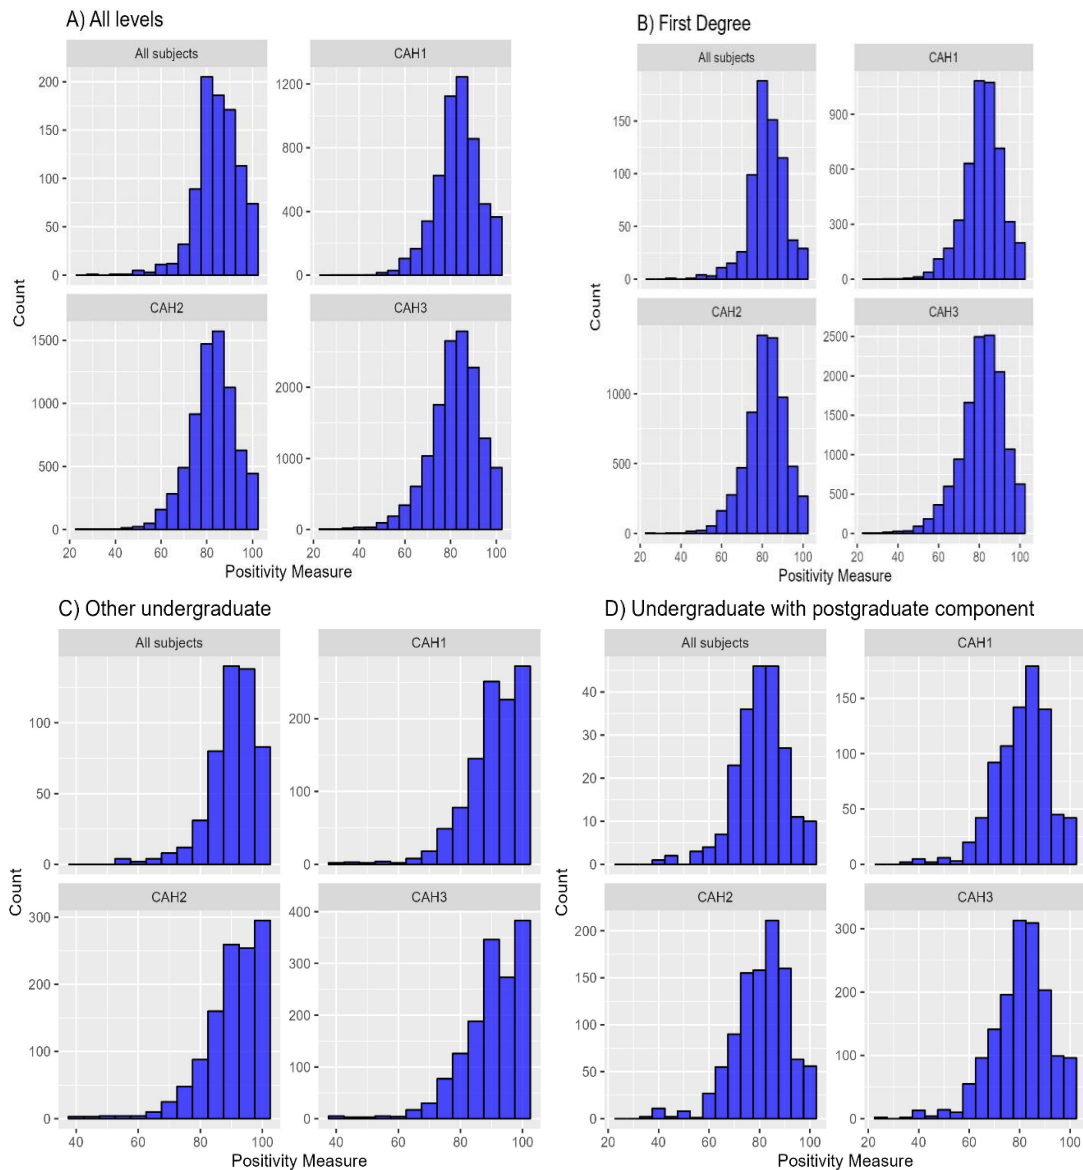 A) All levels
All subjects
CAH1
200
150
100
50
0
1200
800
400
0
CAH2
CAH3
1500
1000
500
0
2000
1000
0
20 40 60 80 100
20 40 60 80 100
Count
Positivity Measure
B) First Degree
All subjects
CAH1
150
100
50
0
900
600
300
0
CAH2
CAH3
1000
500
0
2500
2000
1500
1000
500
0
20 40 60 80 100
20 40 60 80 100
Count
Positivity Measure
C) Other undergraduate
All subjects
CAH1
100
50
0
200
100
0
CAH2
CAH3
300
200
100
0
400
300
200
100
0
40 60 80 100
40 60 80 100
Count
Positivity Measure
D) Undergraduate with postgraduate component
All subjects
CAH1
40
30
20
10
0
150
100
50
0
CAH2
CAH3
200
150
100
50
0
300
200
100
0
20 40 60 80 100
20 40 60 80 100
Count
Positivity Measure